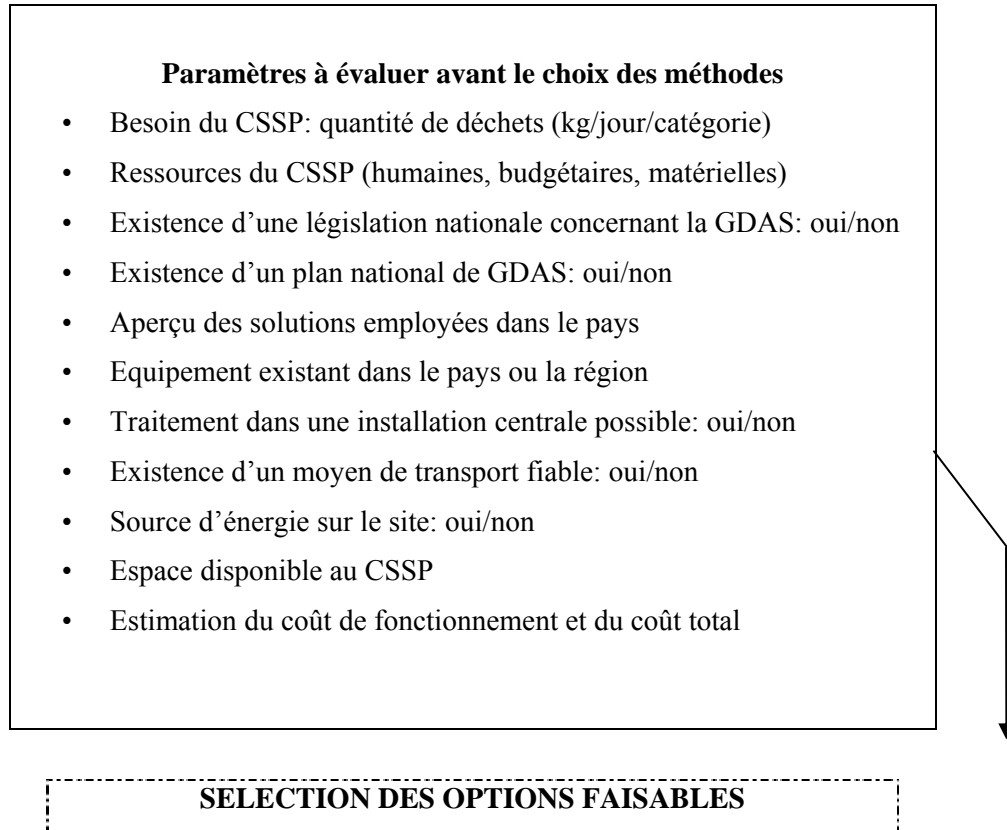 Paramètres à évaluer avant le choix des méthodes
• Besoin du CSSP: quantité de déchets (kg/jour/catégorie)
• Ressources du CSSP (humaines, budgétaires, matérielles)
• Existence d’une législation nationale concernant la GDAS: oui/non
• Existence d’un plan national de GDAS: oui/non
• Aperçu des solutions employées dans le pays
• Equipement existant dans le pays ou la région
• Traitement dans une installation centrale possible: oui/non
• Existence d’un moyen de transport fiable: oui/non
• Source d’énergie sur le site: oui/non
• Espace disponible au CSSP
• Estimation du coût de fonctionnement et du coût total
SELECTION DES OPTIONS FAISABLES